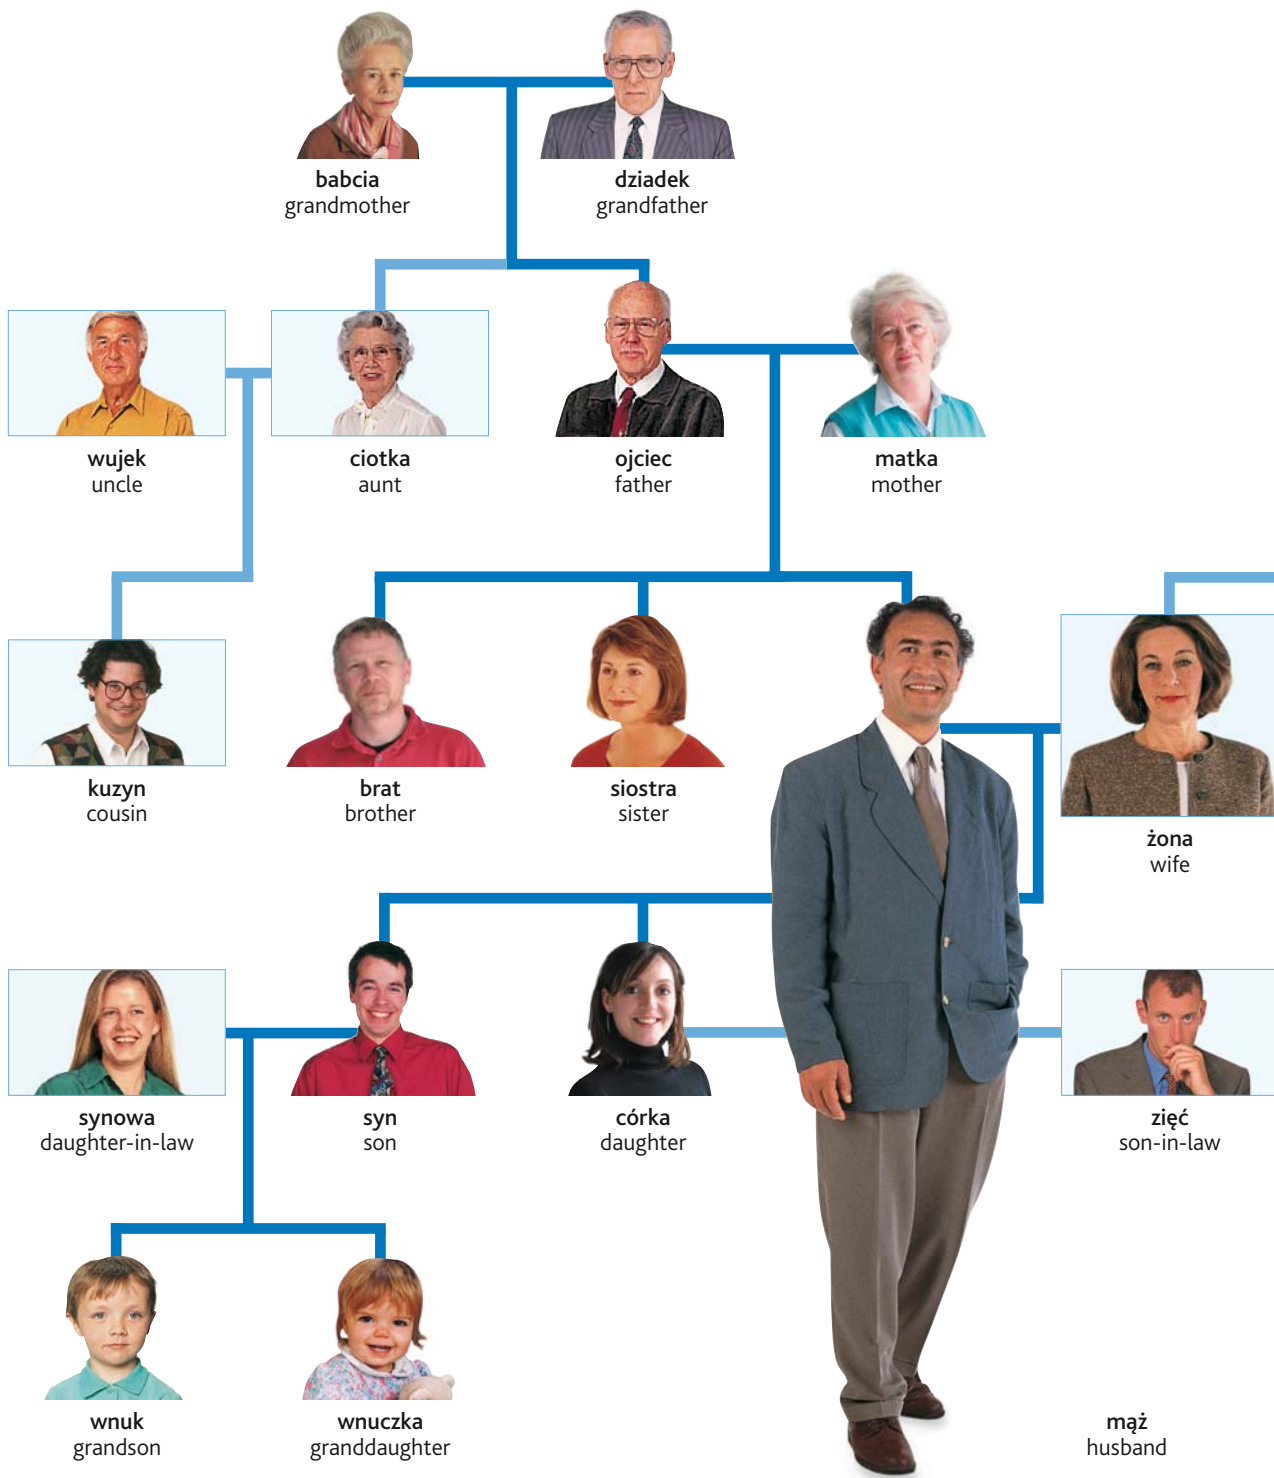 babcia
grandmother
dziadek
grandfather
wujek
uncle
ciotka
aunt
ojciec
father
matka
mother
kuzyn
cousin
brat
brother
siostra
sister
żona
wife
synowa
daughter-in-law
syn
son
córka
daughter
zięć
son-in-law
wnuk
grandson
wnuczka
granddaughter
mąż
husband